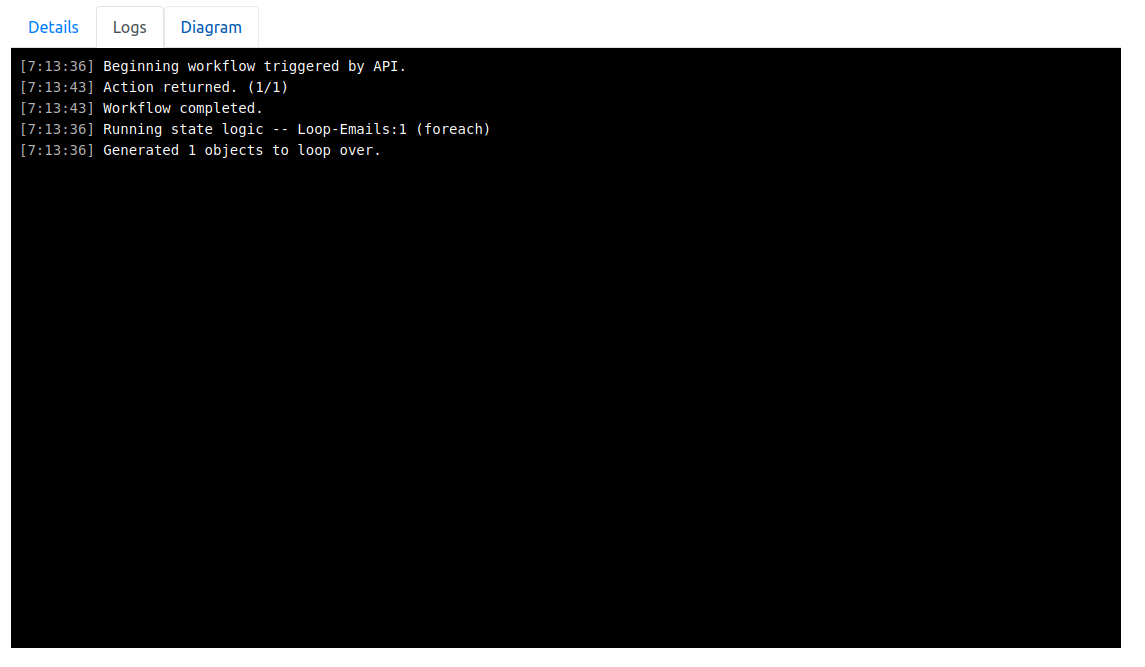 Details Logs Diagram
[7:13:36] Beginning workflow triggered by API.
[7:13:43] Action returned. (1/1)
[7:13:43] Workflow completed.
[7:13:36] Running state logic -- Loop-Emails:1 (foreach)
[7:13:36] Generated 1 objects to loop over.